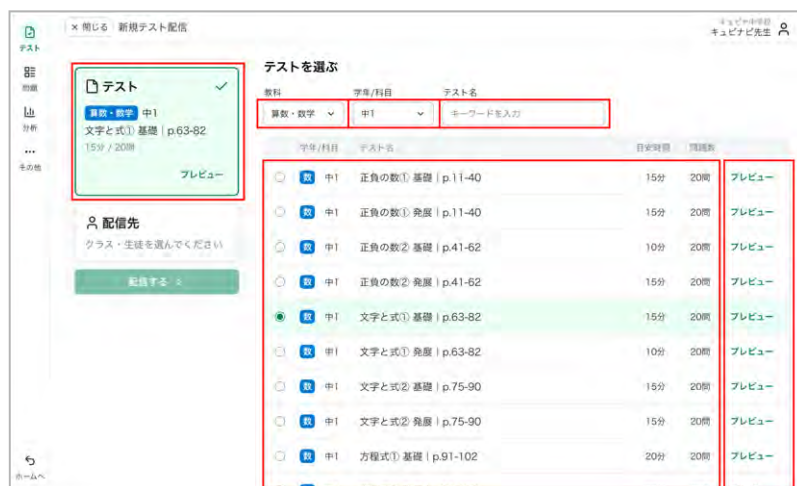 × 閉じる 新規テスト配信
キュビナ中学校
キュビナビ先生
テスト
問題
分析
その他
ホームへ
テスト
算数・数学 中1
文字と式① 基礎 | p.63-82
15分 / 20問
プレビュー
配信先
クラス・生徒を選んでください
配信する
テストを選ぶ
教科 学年/科目 テスト名
算数・数学 中1 キーワードを入力
学年/科目 テスト名 目安時間 問題数
数 中1 正負の数① 基礎 | p.11-40 15分 20問 プレビュー
数 中1 正負の数① 発展 | p.11-40 15分 20問 プレビュー
数 中1 正負の数② 基礎 | p.41-62 10分 20問 プレビュー
数 中1 正負の数② 発展 | p.41-62 15分 20問 プレビュー
数 中1 文字と式① 基礎 | p.63-82 15分 20問 プレビュー
数 中1 文字と式① 発展 | p.63-82 10分 20問 プレビュー
数 中1 文字と式② 基礎 | p.75-90 15分 20問 プレビュー
数 中1 文字と式② 発展 | p.75-90 15分 20問 プレビュー
数 中1 方程式① 基礎 | p.91-102 20分 20問 プレビュー